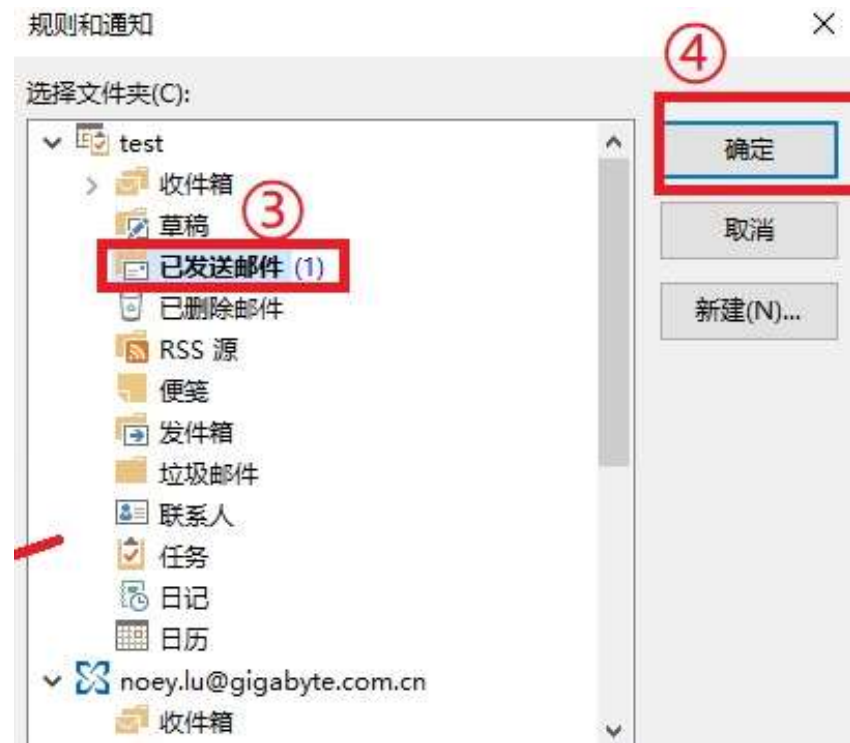 规则和通知
④
选择文件夹(C):
test
确定
收件箱
③
草稿
取消
已发送邮件 (1)
已删除邮件
新建(N)...
RSS 源
便笺
发件箱
垃圾邮件
联系人
任务
日记
日历
noey.lu@gigabyte.com.cn
收件箱